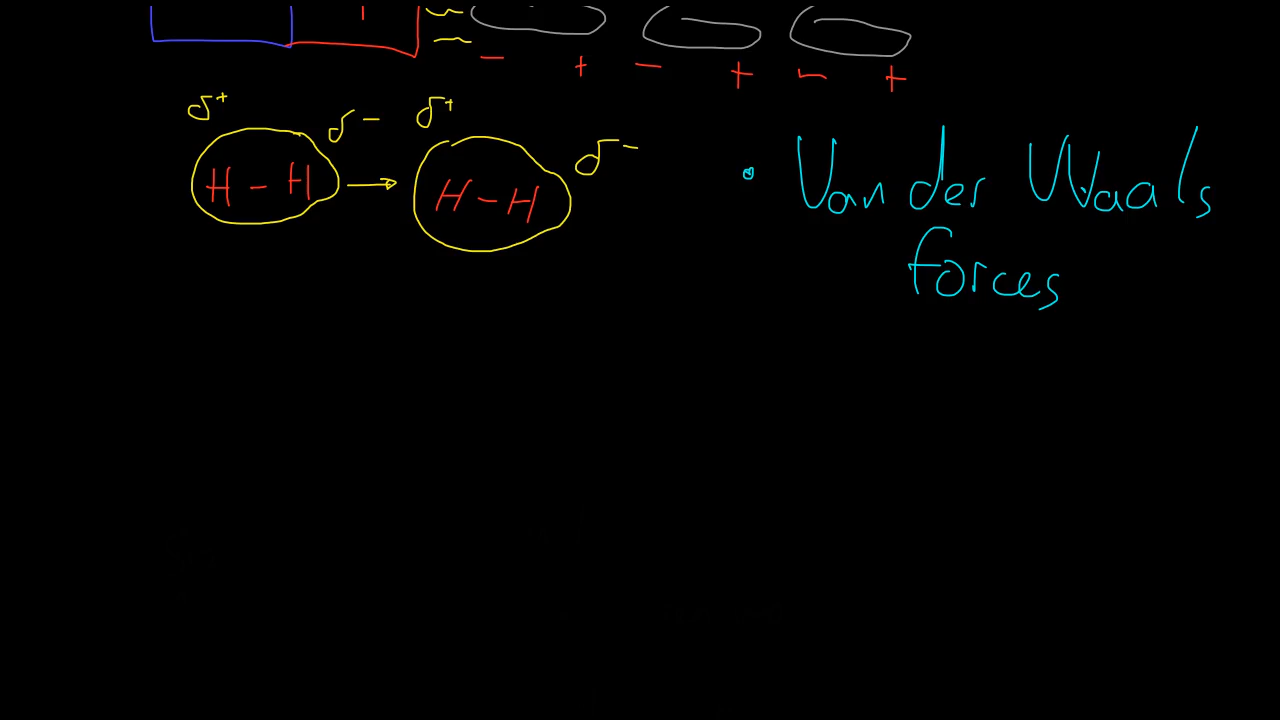 - + - + - +
δ+ δ- δ+ δ-
H-H → H-H
• Van der Waals
forces